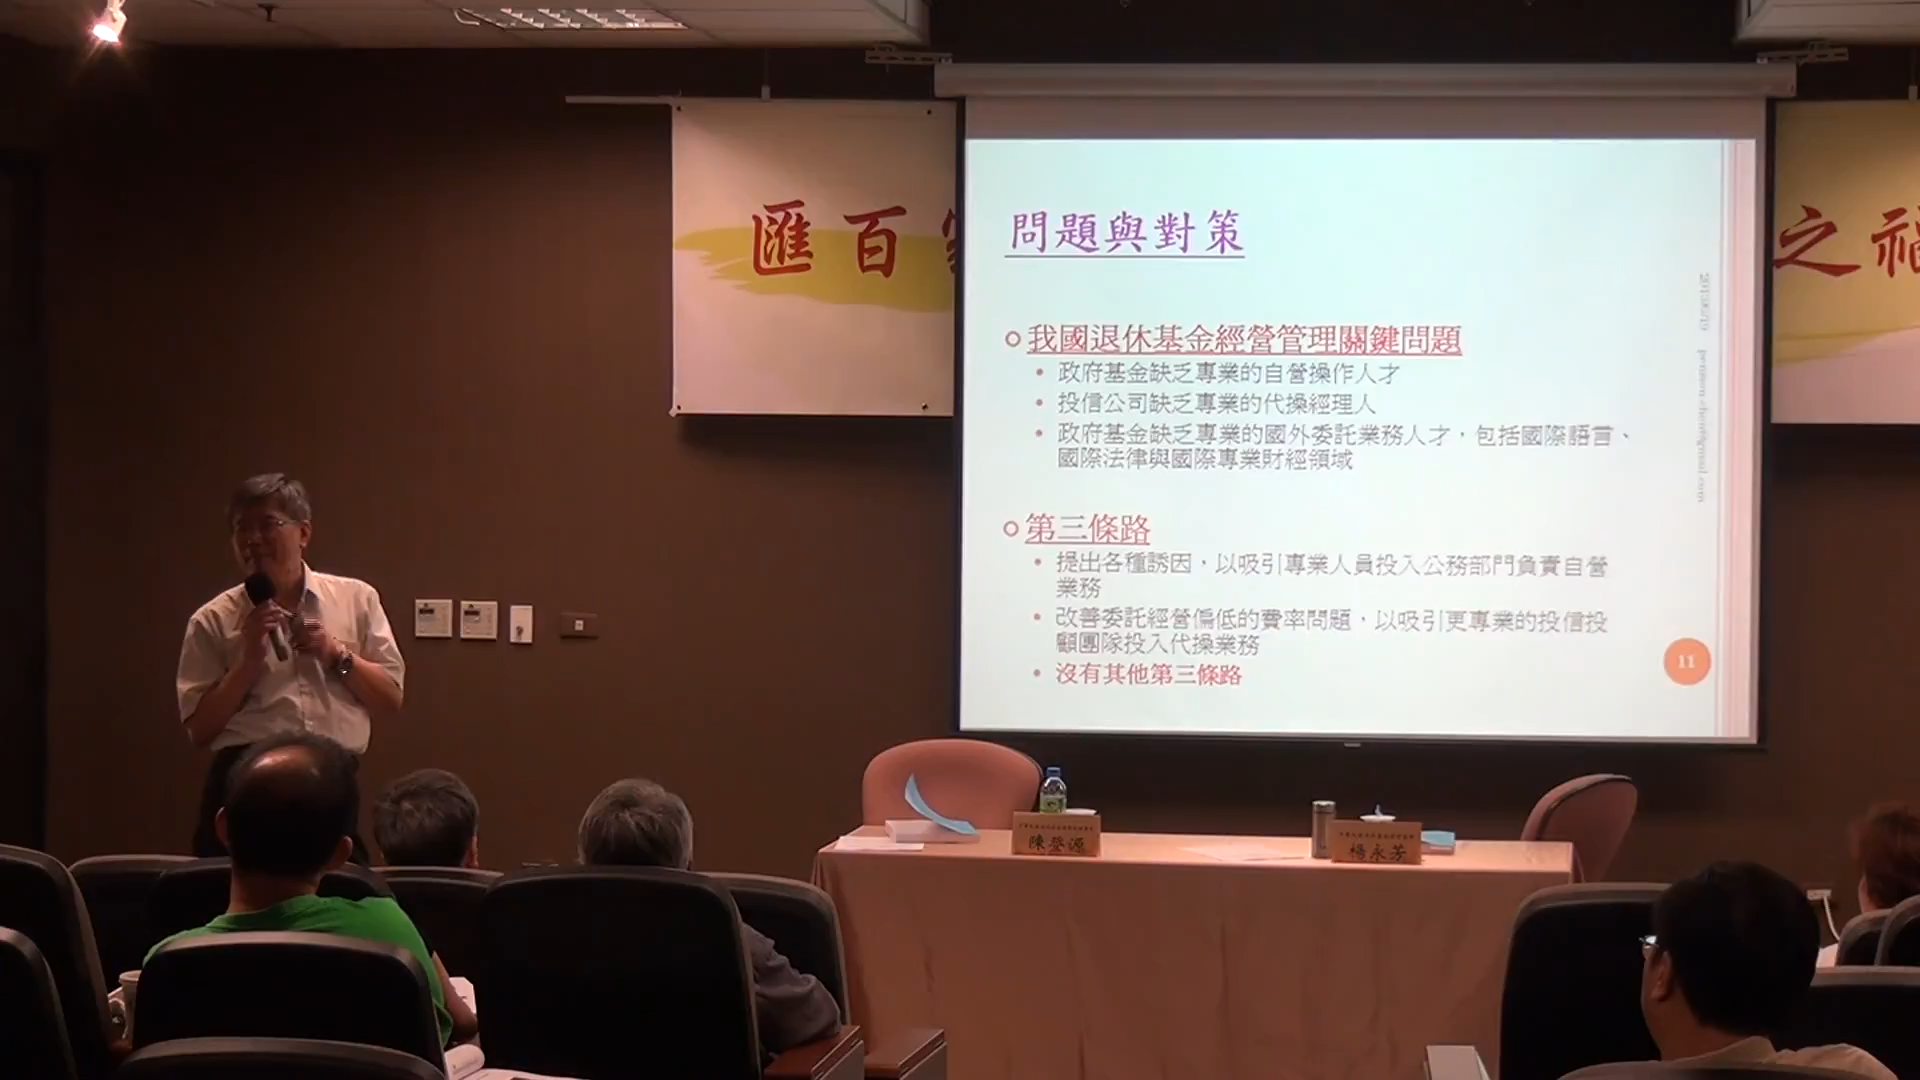 匯百
之福
問題與對策
我國退休基金經營管理關鍵問題
政府基金缺乏專業的自營操作人才
投信公司缺乏專業的代操經理人
政府基金缺乏專業的國外委託業務人才，包括國際語言、
國際法律與國際專業財經領域
第三條路
提出各種誘因，以吸引專業人員投入公務部門負責自營
業務
改善委託經營偏低的費率問題，以吸引更專業的投信投
顧團隊投入代操業務
沒有其他第三條路
11
陳登源
楊永芳